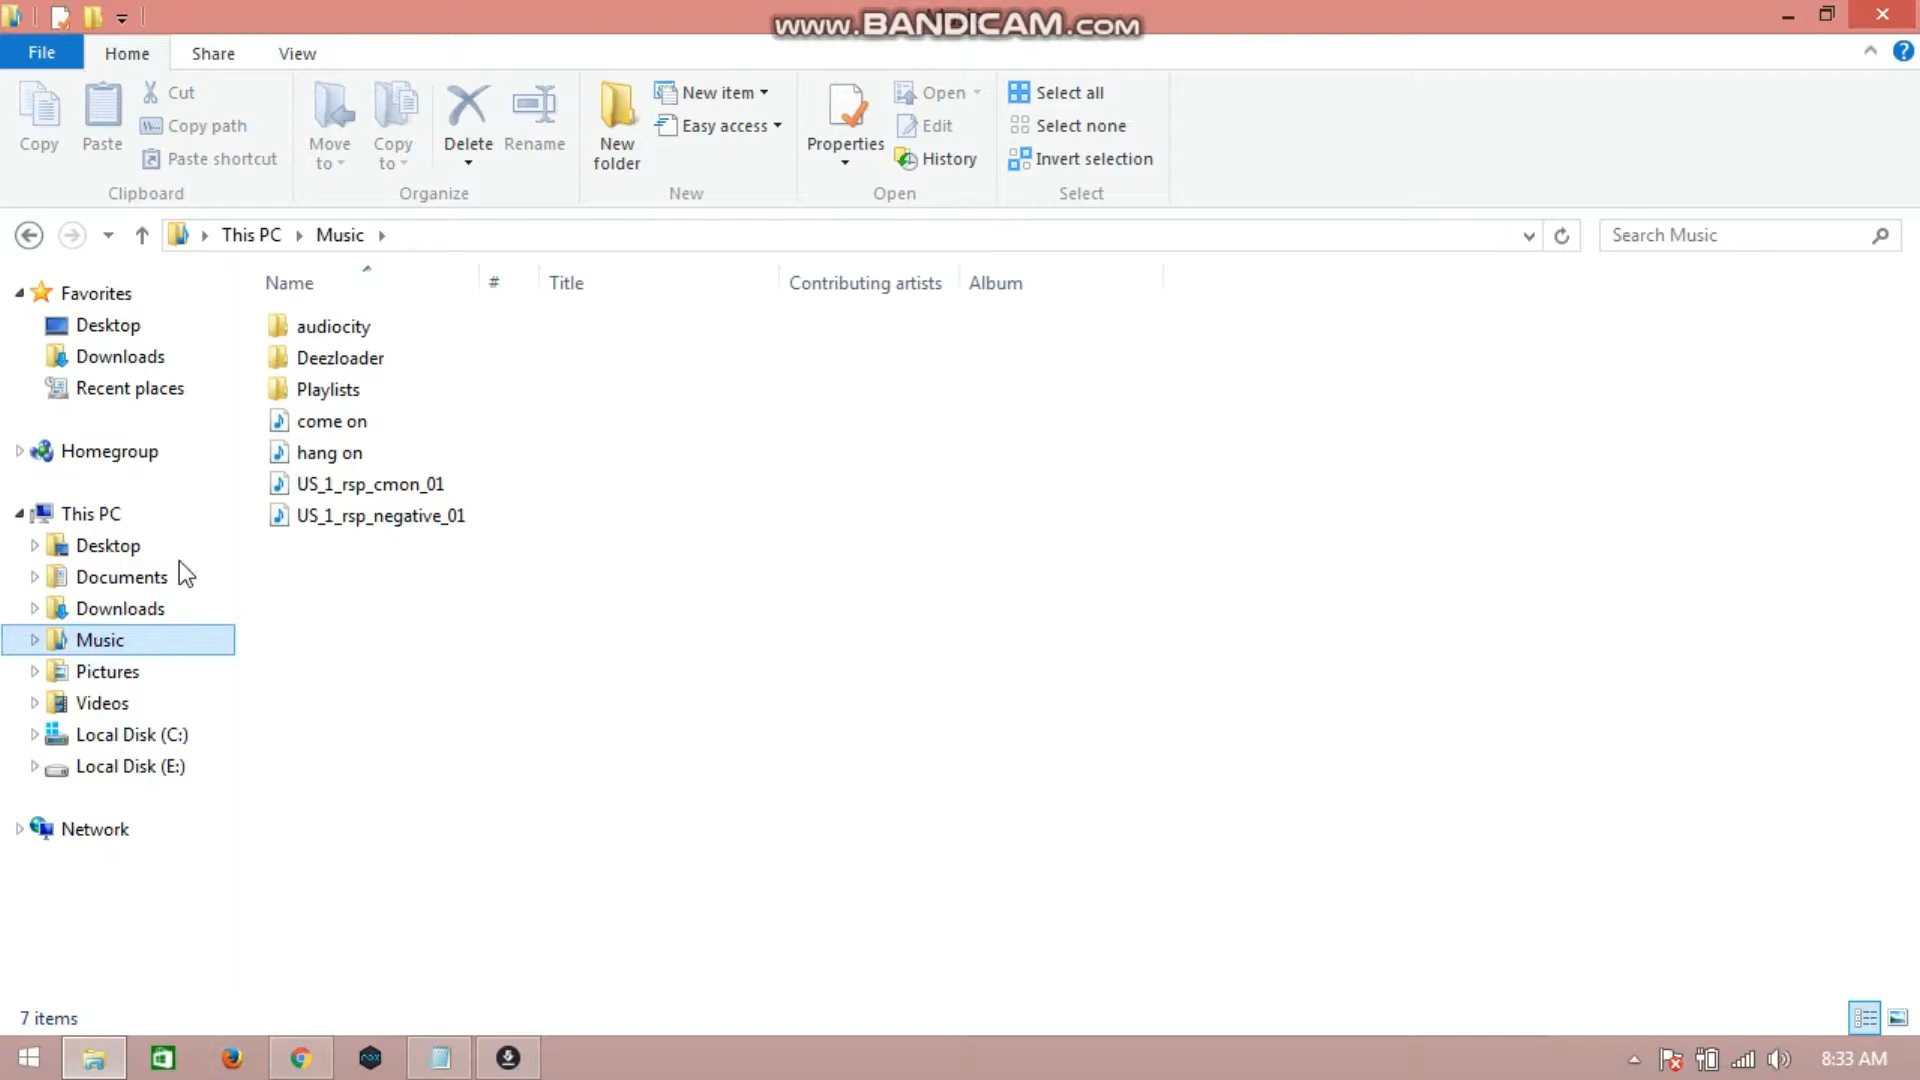 www.BANDICAM.com
File Home Share View
Copy Paste Cut Copy path Paste shortcut
Move to Copy to Delete Rename
New folder New item Easy access
Properties Open Edit History
Select all Select none Invert selection
Clipboard Organize New Open Select
This PC Music
Search Music
Name # Title Contributing artists Album
Favorites
Desktop
Downloads
Recent places
Homegroup
This PC
Desktop
Documents
Downloads
Music
Pictures
Videos
Local Disk (C:)
Local Disk (E:)
Network
audiocity
Deezloader
Playlists
come on
hang on
US_1_rsp_cmon_01
US_1_rsp_negative_01
7 items
nox
8:33 AM